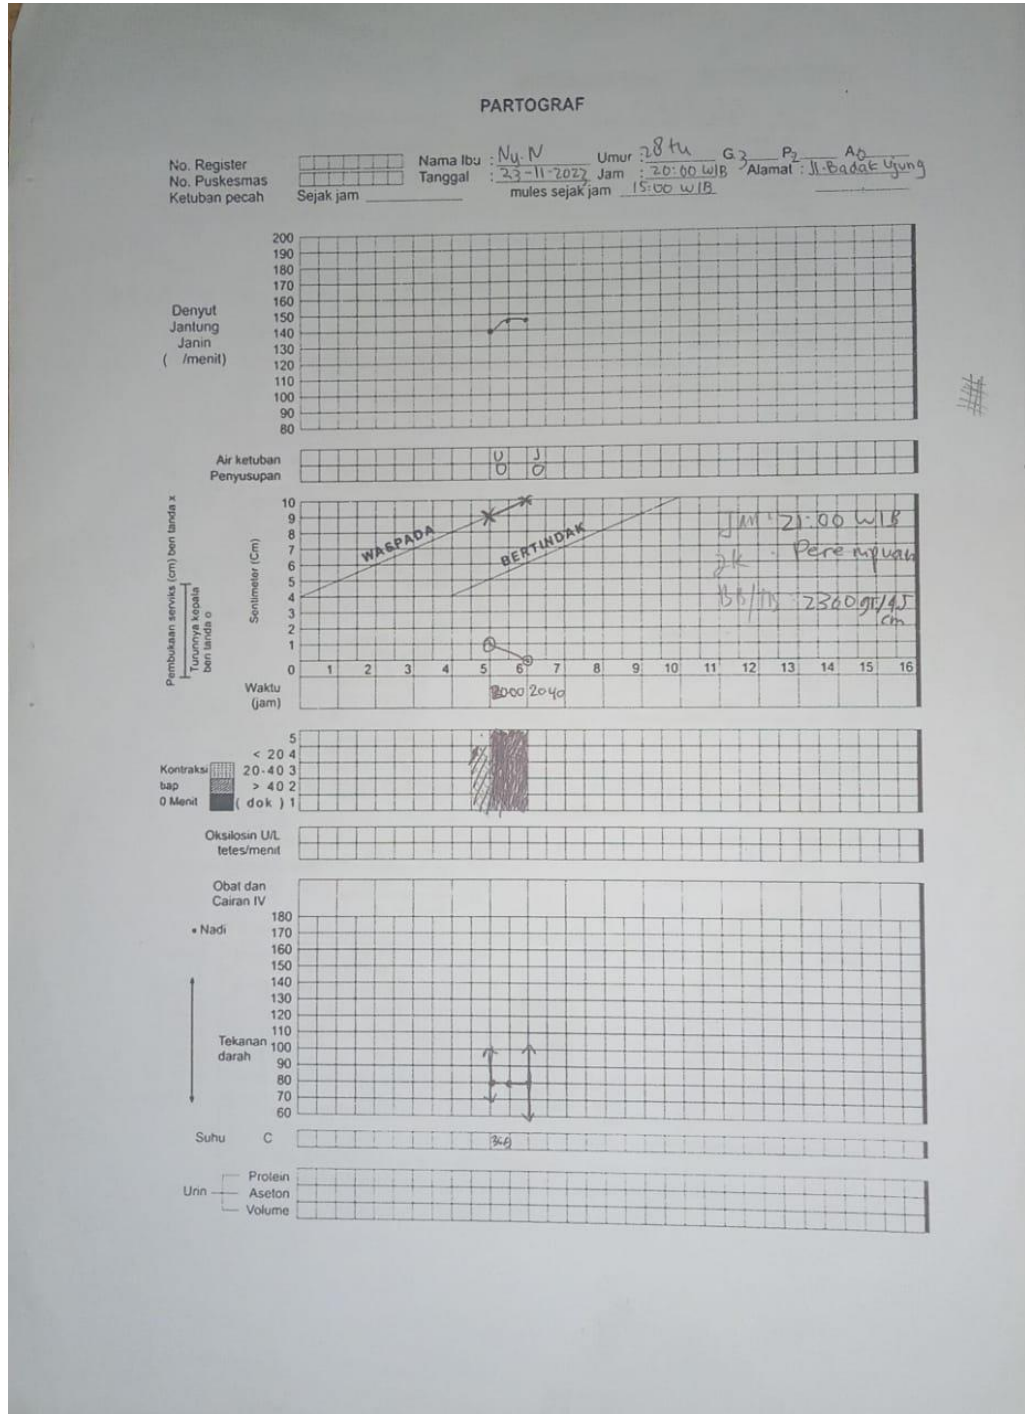 PARTOGRAF
No. Register Nama Ibu : Ny. N Umur : 28 th G 3 P 2 A 0
No. Puskesmas Tanggal : 23-11-2023 Jam : 20:00 WIB Alamat : Jl. Badak Ujung
Ketuban pecah Sejak jam mules sejak jam 15:00 WIB
200
190
180
170
160
Denyut 150
Jantung 140
Janin 130
( /menit) 120
110
100
90
80
Air ketuban U J
Penyusupan 0 0
Pembukaan serviks (cm) beri tanda x
Turunnya kepala
beri tanda o
Sentimeter (Cm)
10
9
8
7
6
5
4
3
2
1
0
WASPADA
BERTINDAK
Jam : 21:00 WIB
JK : Perempuan
BB/PB : 2360 gr/45
cm
1 2 3 4 5 6 7 8 9 10 11 12 13 14 15 16
Waktu 2000 2040
(jam)
5
< 20 4
Kontraksi 20-40 3
bap > 40 2
0 Menit ( dok ) 1
Oksilosin U/L
tetes/menit
Obat dan
Cairan IV
180
• Nadi 170
160
150
140
130
120
110
Tekanan 100
darah 90
80
70
60
Suhu C
Urin Prolein
Aseton
Volume